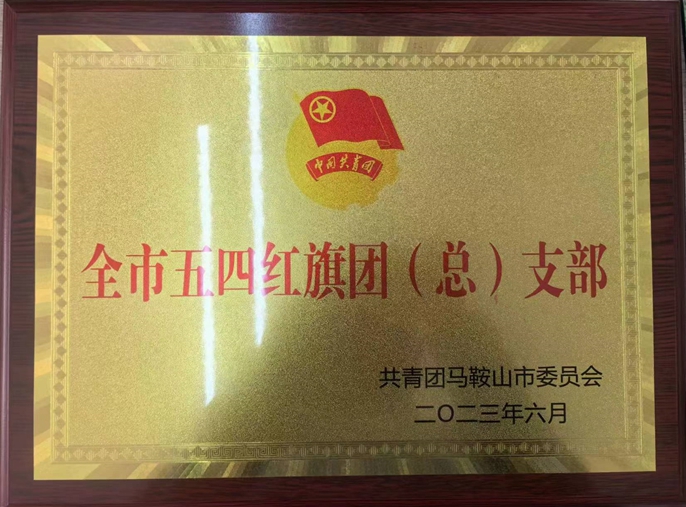 中国共青团
全市五四红旗团（总）支部
共青团马鞍山市委员会
二〇二三年六月